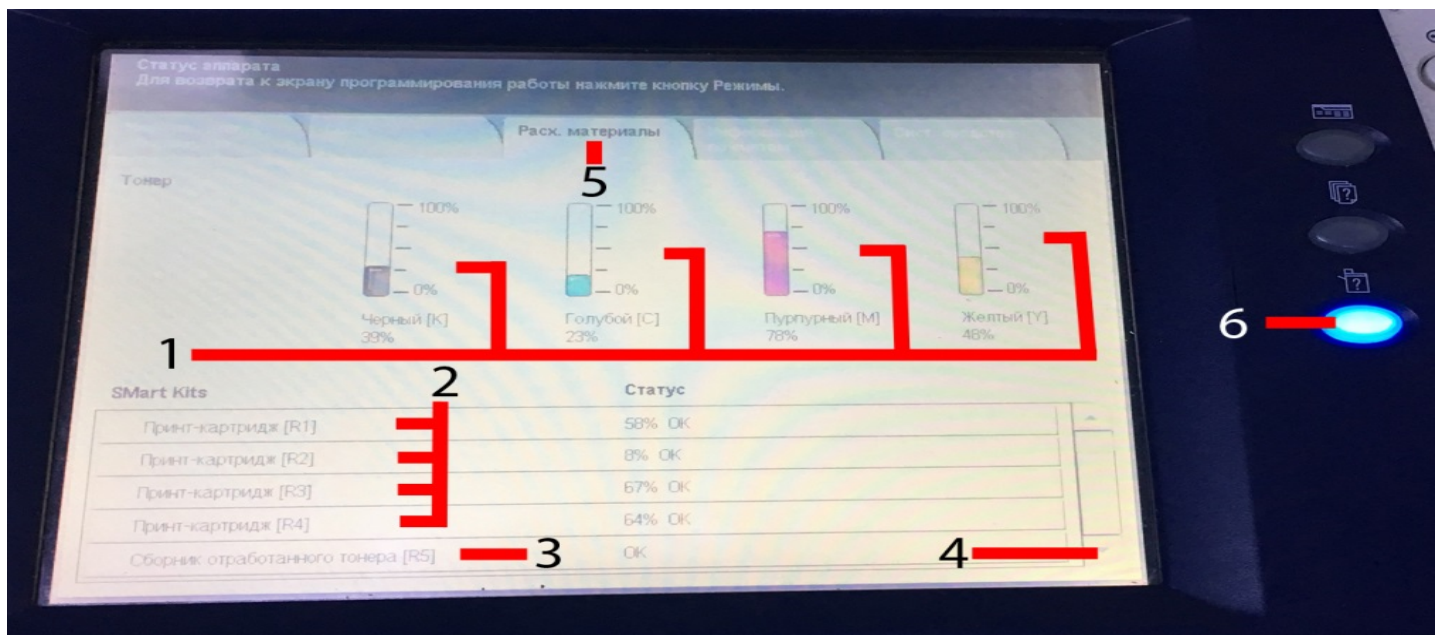 Статус аппарата
Для возврата к экрану программирования работы нажмите кнопку Режимы.
Расх. материалы
5
Тонер
100% 100% 100% 100%
0% 0% 0% 0%
Черный [K] Голубой [C] Пурпурный [M] Желтый [Y]
39% 23% 78% 48%
6
1
2
SMart Kits Статус
Принт-картридж [R1] 58% OK
Принт-картридж [R2] 8% OK
Принт-картридж [R3] 67% OK
Принт-картридж [R4] 64% OK
Сборник отработанного тонера [R5] 3 OK 4